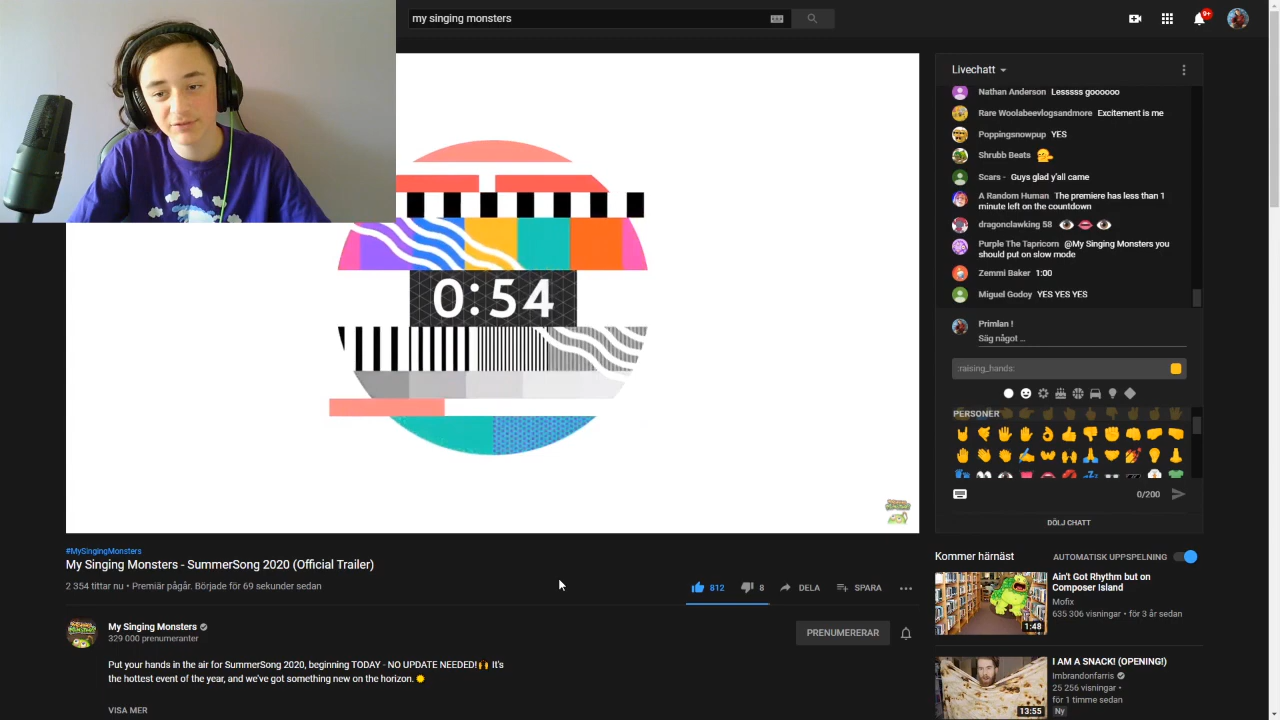 my singing monsters
9+
Livechatt
Nathan Anderson Lesssss goooooo
Rare Woolabeevlogsandmore Excitement is me
Poppingsnowpup YES
Shrubb Beats
Scars - Guys glad y'all came
A Random Human The premiere has less than 1
minute left on the countdown
dragonclawking 58
Purple The Tapricorn @My Singing Monsters you
should put on slow mode
Zemmi Baker 1:00
Miguel Godoy YES YES YES
Primlan !
Säg något ...
:raising_hands:
PERSONER
0/200
DÖLJ CHATT
0:54
#MySingingMonsters
My Singing Monsters - SummerSong 2020 (Official Trailer)
2 354 tittar nu • Premiär pågår. Började för 69 sekunder sedan
812
8
DELA
SPARA
My Singing Monsters
329 000 prenumeranter
PRENUMERERAR
Put your hands in the air for SummerSong 2020, beginning TODAY - NO UPDATE NEEDED!🙌 It's
the hottest event of the year, and we've got something new on the horizon.
VISA MER
Kommer härnäst
AUTOMATISK UPPSPELNING
Ain't Got Rhythm but on
Composer Island
Mofix
635 306 visningar • för 3 år sedan
1:48
I AM A SNACK! (OPENING!)
Imbrandonfarris
25 256 visningar •
för 1 timme sedan
Ny
13:55